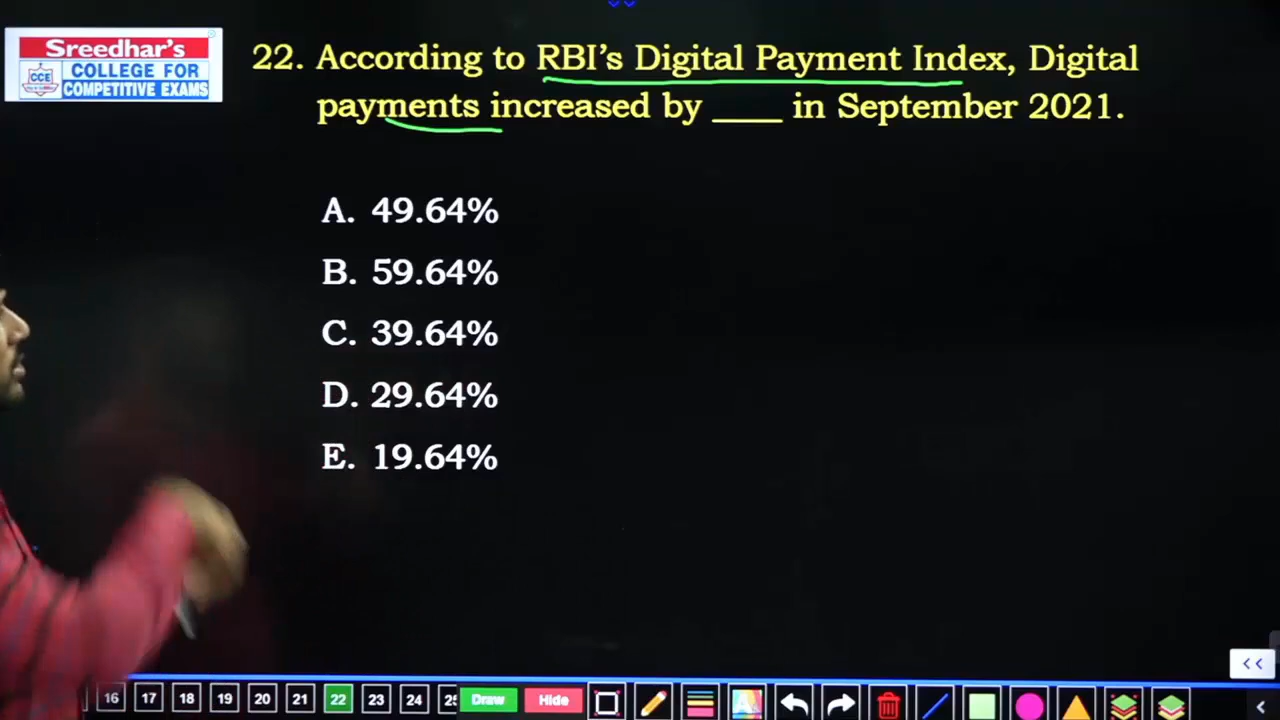 Sreedhar's
CCE
COLLEGE FOR
COMPETITIVE EXAMS
22. According to RBI's Digital Payment Index, Digital
payments increased by ____ in September 2021.
A. 49.64%
B. 59.64%
C. 39.64%
D. 29.64%
E. 19.64%
16 17 18 19 20 21 22 23 24 25 Draw Hide